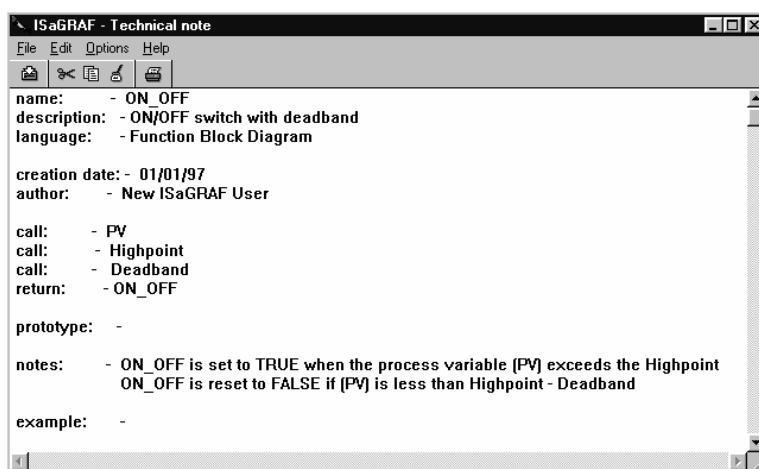 ISaGRAF - Technical note
File Edit Options Help
name: - ON_OFF
description: - ON/OFF switch with deadband
language: - Function Block Diagram
creation date: - 01/01/97
author: - New ISaGRAF User
call: - PV
call: - Highpoint
call: - Deadband
return: - ON_OFF
prototype: -
notes: - ON_OFF is set to TRUE when the process variable (PV) exceeds the Highpoint
ON_OFF is reset to FALSE if (PV) is less than Highpoint - Deadband
example: -